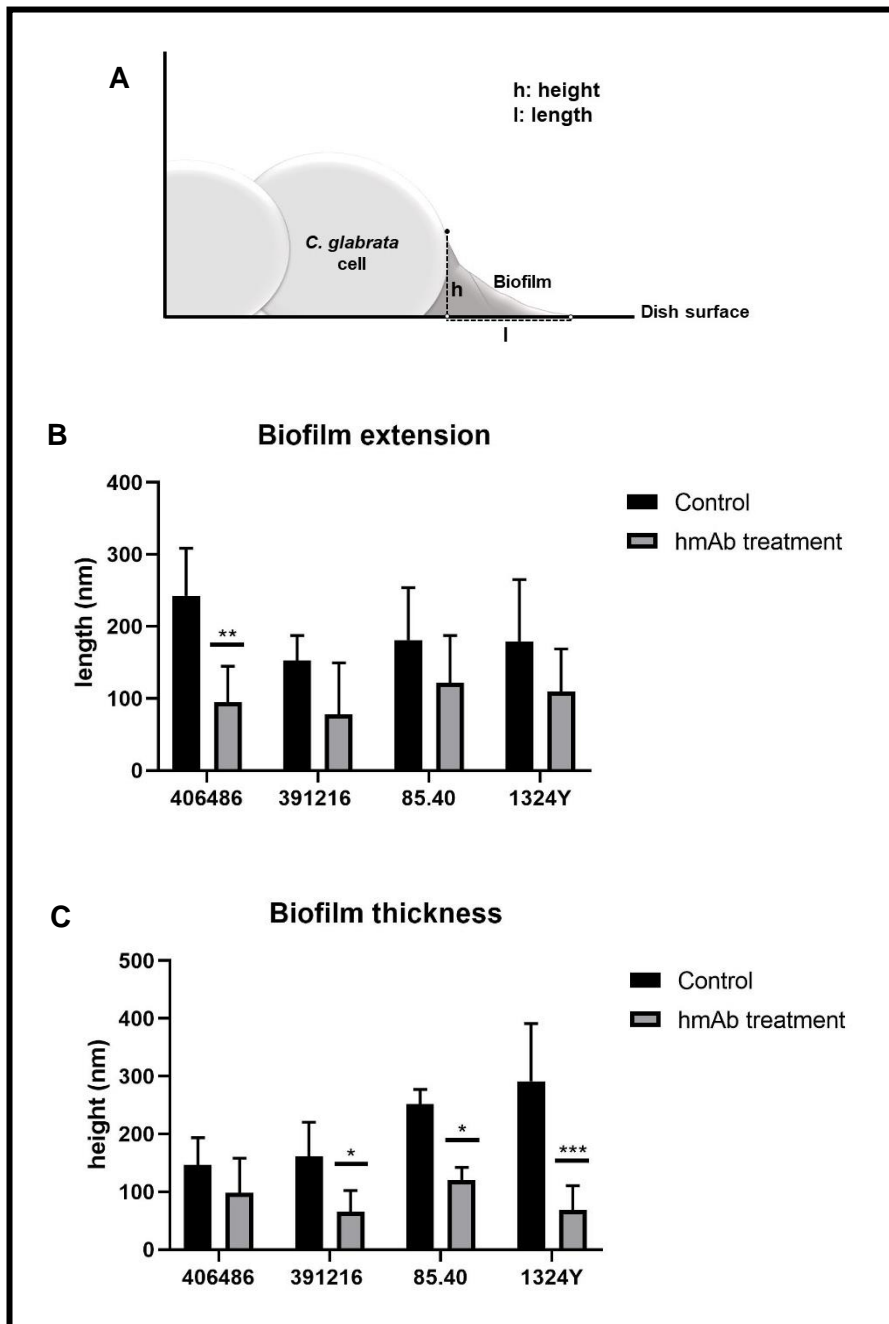 A
h: height
l: length
C. glabrata
cell
h
Biofilm
Dish surface
l
B
Biofilm extension
400
300
200
100
0
length (nm)
**
406486
391216
85.40
1324Y
Control
hmAb treatment
C
Biofilm thickness
500
400
300
200
100
0
height (nm)
*
*
***
406486
391216
85.40
1324Y
Control
hmAb treatment